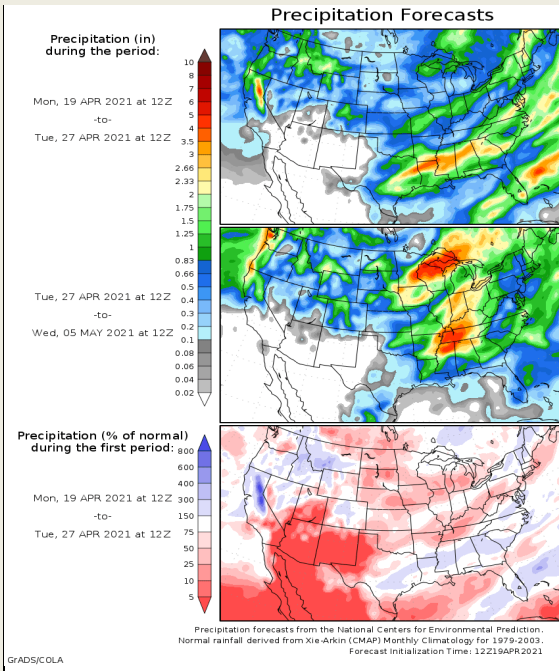 Precipitation Forecasts
Precipitation (in)
during the period:
Mon, 19 APR 2021 at 12Z
-to-
Tue, 27 APR 2021 at 12Z
10
8
7
6
5
4
3.5
3
2.66
2.33
2
1.75
1.5
1.25
1
0.83
0.66
0.5
0.4
0.3
0.2
0.1
0.08
0.06
0.04
0.02
Tue, 27 APR 2021 at 12Z
-to-
Wed, 05 MAY 2021 at 12Z
Precipitation (% of normal)
during the first period:
Mon, 19 APR 2021 at 12Z
-to-
Tue, 27 APR 2021 at 12Z
800
600
400
300
150
75
50
25
10
5
Precipitation forecasts from the National Centers for Environmental Prediction.
Normal rainfall derived from Xie-Arkin (CMAP) Monthly Climatology for 1979-2003.
Forecast Initialization Time: 12Z19APR2021
GrADS/COLA